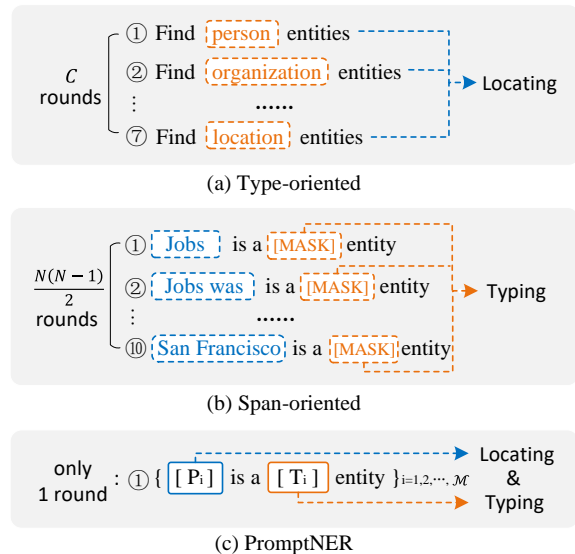 ① Find person entities
C
rounds
② Find organization entities
⋮ ......
Locating
⑦ Find location entities
(a) Type-oriented
① Jobs is a [MASK] entity
N(N − 1)
2
rounds
② Jobs was is a [MASK] entity
⋮ ......
Typing
⑩ San Francisco is a [MASK] entity
(b) Span-oriented
only
1 round : ① { [ Pᵢ ] is a [ Tᵢ ] entity }i=1,2,⋯, ℳ
Locating
&
Typing
(c) PromptNER